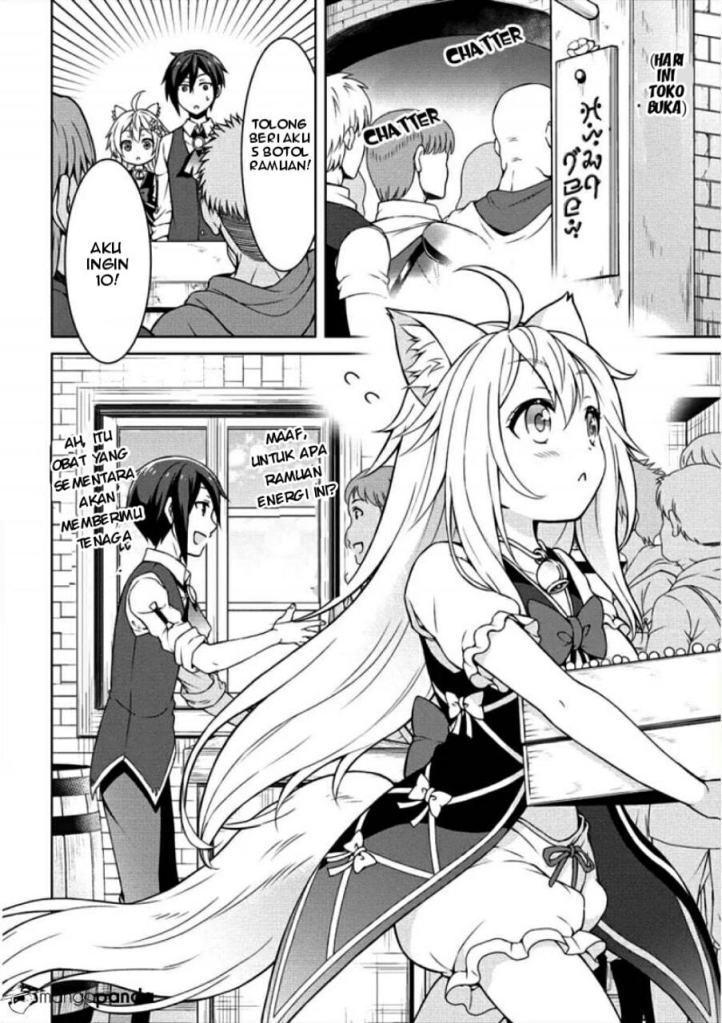 (HARI
INI
TOKO
BUKA)
CHATTER
CHATTER
TOLONG
BERI AKU
5 BOTOL
RAMUAN!
AKU
INGIN
10!
MAAF,
UNTUK APA
RAMUAN
ENERGI INI?
AH, ITU
OBAT YANG
SEMENTARA
AKAN
MEMBERIMU
TENAGA
mangapanda